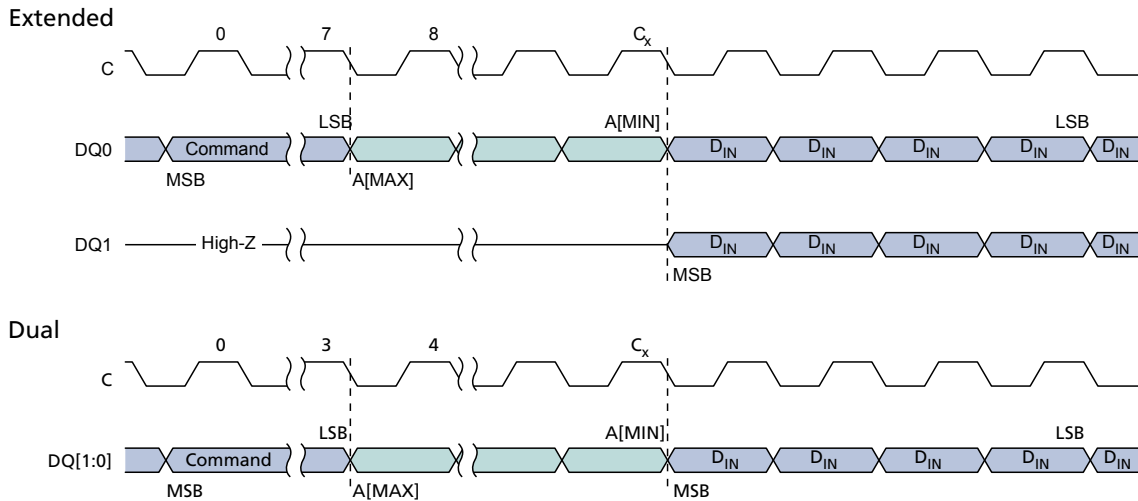 Extended
0 7 8 Cx
C
LSB A[MIN] LSB
DQ0 Command DIN DIN DIN DIN DIN
MSB A[MAX]
DQ1 High-Z DIN DIN DIN DIN DIN
MSB
Dual
0 3 4 Cx
C
LSB A[MIN] LSB
DQ[1:0] Command DIN DIN DIN DIN DIN
MSB A[MAX] MSB